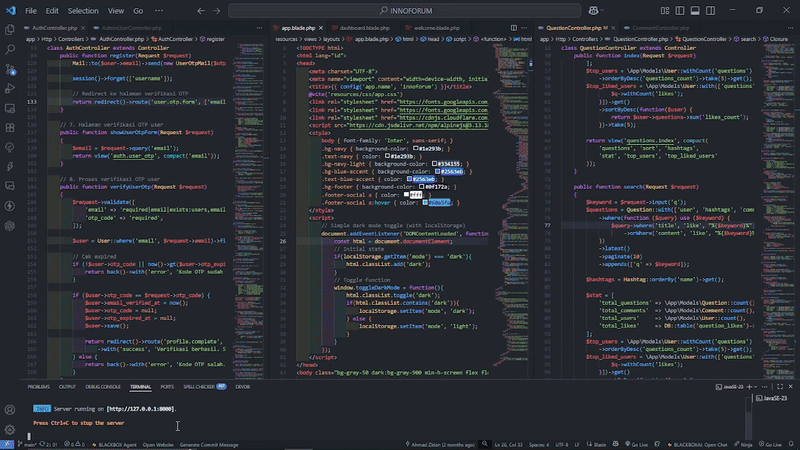 File Edit Selection View Go ...
INNOFORUM
AuthController.php
app > Http > Controllers > AuthController.php > AuthController > register
class AuthController extends Controller
public function register(Request $request)
session()->forget(['username']);
// Redirect ke halaman verifikasi OTP
return redirect()->route('user.otp.form', ['email
}
// 7. Halaman verifikasi OTP user
public function showUserOtpForm(Request $request)
{
$email = $request->query('email');
return view('auth.user_otp', compact('email'));
}
// 8. Proses verifikasi OTP user
public function verifyUserOtp(Request $request)
{
$request->validate([
'email' => 'required|email|exists:users,email
'otp_code' => 'required',
]);
$user = User::where('email', $request->email)->fi
// Cek expired
if (!$user->otp_code || now()->gt($user->otp_expi
return back()->with('error', 'Kode OTP sudah
}
if ($user->otp_code == $request->otp_code) {
$user->email_verified_at = now();
$user->otp_code = null;
$user->otp_expired_at = null;
$user->save();
return redirect()->route('profile.complete',
->with('success', 'Verifikasi berhasil. S
} else {
return back()->with('error', 'Kode OTP salah.
app.blade.php dashboard.blade.php welcome.blade.php
resources > views > layouts > app.blade.php > html > head > script > function
<!DOCTYPE html>
<html lang="id">
<head>
<meta charset="UTF-8">
<meta name="viewport" content="width=device-width, initia
<title>{{ config('app.name', 'innoforum') }}</title>
@vite('resources/css/app.css')
<link rel="stylesheet" href="https://fonts.googleapis.com
<link rel="stylesheet" href="https://fonts.googleapis.com
<link rel="stylesheet" href="https://cdnjs.cloudflare.com
<script src="https://cdn.jsdelivr.net/npm/alpinejs@3.13.1
<style>
body { font-family: 'Inter', sans-serif; }
.bg-navy { background-color: #1e293b; }
.text-navy { color: #1e293b; }
.bg-navy-light { background-color: #334155; }
.bg-blue-accent { background-color: #2563eb; }
.text-blue-accent { color: #2563eb; }
.bg-footer { background-color: #0f172a; }
.footer-social a { color: #fff; }
</style>
<script>
// Simple dark mode toggle (with localStorage)
document.addEventListener('DOMContentLoaded', function
const html = document.documentElement;
// Initial state
if(localStorage.getItem('mode') === 'dark'){
html.classList.add('dark');
}
// Toggle function
window.toggleDarkMode = function(){
html.classList.toggle('dark');
if(html.classList.contains('dark')){
localStorage.setItem('mode', 'dark');
} else {
localStorage.setItem('mode', 'light');
}
}
});
</script>
</head>
<body class="bg-gray-50 dark:bg-gray-900 min-h-screen flex fl
QuestionController.php CommentController.php
app > Http > Controllers > QuestionController.php > QuestionController > search > Closure
class QuestionController extends Controller
public function index(Request $request)
$top_users = \App\Models\User::withCount('questions')
->orderByDesc('questions_count')->take(5)->get();
$top_liked_users = \App\Models\User::with(['questions
$q->withCount('likes');
}])->get()
->sortByDesc(function($user) {
return $user->questions->sum('likes_count');
})->take(5);
return view('questions.index', compact(
'questions', 'sort', 'hashtags',
'stat', 'top_users', 'top_liked_users'
));
}
public function search(Request $request)
{
$keyword = $request->input('q');
$questions = Question::with(['user', 'hashtags', 'com
->where(function ($query) use ($keyword) {
$query->where('title', 'like', "%{$keyword}%"
->orWhere('content', 'like', "%{$keyword}%
})
->latest()
->paginate(10)
->appends(['q' => $keyword]);
$hashtags = Hashtag::orderBy('name')->get();
$stat = [
'total_questions' => \App\Models\Question::count()
'total_comments' => \App\Models\Comment::count(),
'total_users' => \App\Models\User::count(),
'total_likes' => DB::table('question_likes')->
];
$top_users = \App\Models\User::withCount('questions')
->orderByDesc('questions_count')->take(5)->get();
$top_liked_users = \App\Models\User::with(['questions
$q->withCount('likes');
}])->get()
PROBLEMS OUTPUT DEBUG CONSOLE TERMINAL PORTS SPELL CHECKER DEVDB
JavaSE-23
INFO Server running on [http://127.0.0.1:8000].
Press Ctrl+C to stop the server
JavaSE-23
main BLACKBOX Agent Open Website Generate Commit Message Ahmad Zidan (2 months ago) Ln 26, Col 33 Spaces: 4 UTF-8 LF Blade Go Live BLACKBOXAI: Open Chat Ninja Go Live